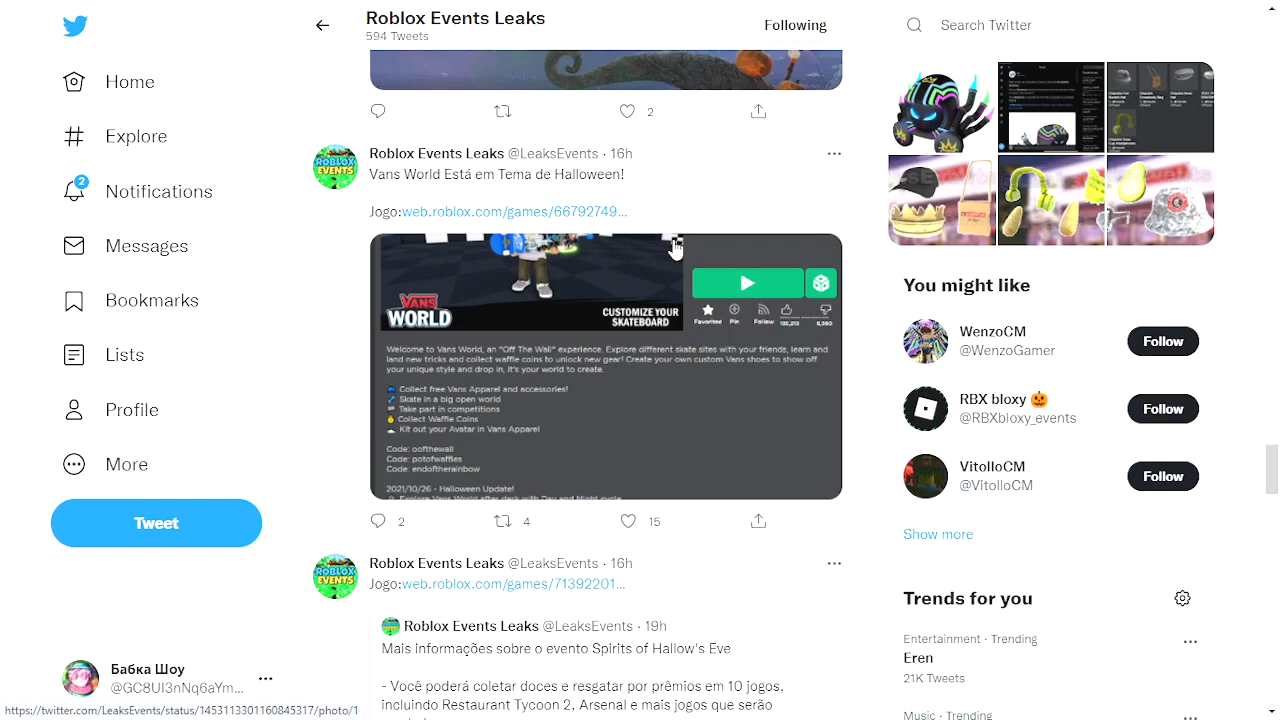 Roblox Events Leaks
594 Tweets
Following
Search Twitter
Home
Explore
2
Notifications
Messages
Bookmarks
Lists
Profile
More
Tweet
Бабка Шоу
@GC8UI3nNq6aYm...
2
ROBLOX EVENTS
Roblox Events Leaks @LeaksEvents · 16h
Vans World Está em Tema de Halloween!
Jogo:web.roblox.com/games/66792749...
VANS
WORLD
CUSTOMIZE YOUR
SKATEBOARD
Favorited Pin Follow
Welcome to Vans World, an "Off The Wall" experience. Explore different skate sites with your friends, learn and
land new tricks and collect waffle coins to unlock new gear! Create your own custom Vans shoes to show off
your unique style and drop in, it's your world to create.
Collect free Vans Apparel and accessories!
Skate in a big open world
Take part in competitions
Collect Waffle Coins
Kit out your Avatar in Vans Apparel
Code: oofthewall
Code: potofwaffles
Code: endoftherainbow
2021/10/26 - Halloween Update!
Explore Vans World after dark with Day and Night cycle
2 4 15
ROBLOX EVENTS
Roblox Events Leaks @LeaksEvents · 16h
Jogo:web.roblox.com/games/71392201...
Roblox Events Leaks @LeaksEvents · 19h
Mais informações sobre o evento Spirits of Hallow's Eve
- Você poderá coletar doces e resgatar por prêmios em 10 jogos,
incluindo Restaurant Tycoon 2, Arsenal e mais jogos que serão
You might like
WenzoCM
@WenzoGamer
Follow
RBX bloxy 🎃
@RBXbloxy_events
Follow
VitolloCM
@VitolloCM
Follow
Show more
Trends for you
Entertainment · Trending
Eren
21K Tweets
Music · Trending
https://twitter.com/LeaksEvents/status/1453113301160845317/photo/1